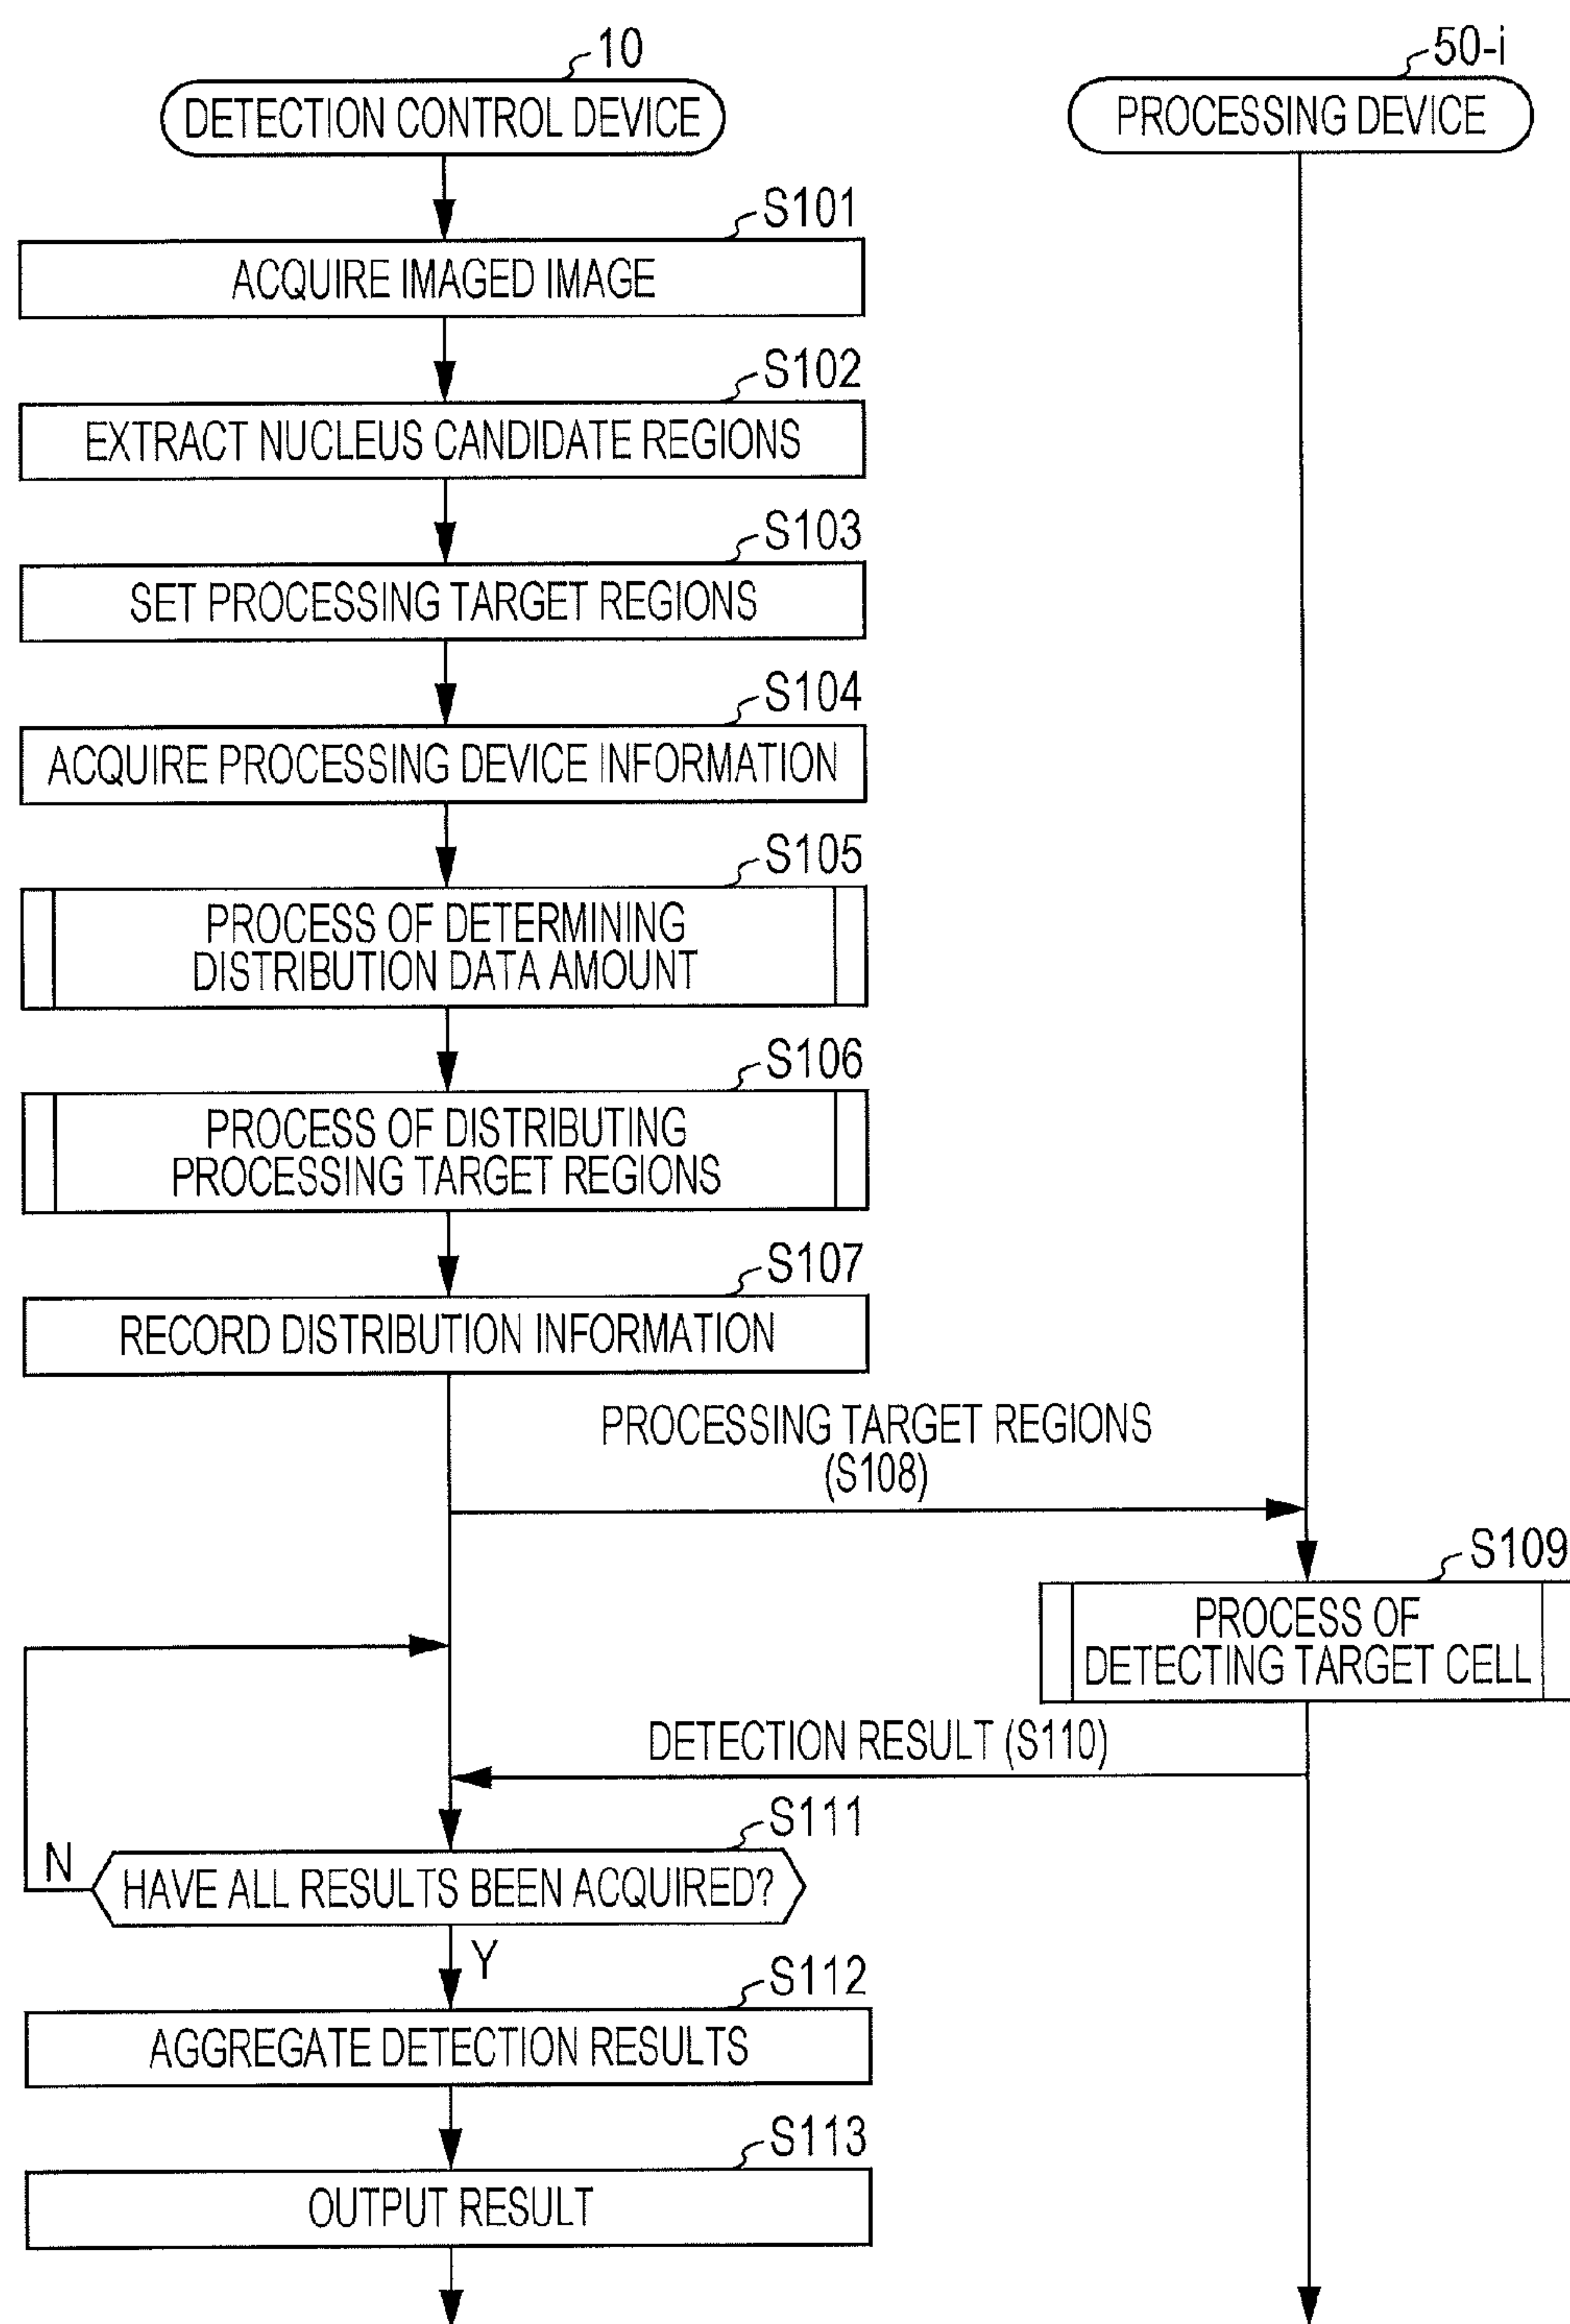 10
DETECTION CONTROL DEVICE
50-i
PROCESSING DEVICE
S101
ACQUIRE IMAGED IMAGE
S102
EXTRACT NUCLEUS CANDIDATE REGIONS
S103
SET PROCESSING TARGET REGIONS
S104
ACQUIRE PROCESSING DEVICE INFORMATION
S105
PROCESS OF DETERMINING
DISTRIBUTION DATA AMOUNT
S106
PROCESS OF DISTRIBUTING
PROCESSING TARGET REGIONS
S107
RECORD DISTRIBUTION INFORMATION
PROCESSING TARGET REGIONS
(S108)
S109
PROCESS OF
DETECTING TARGET CELL
DETECTION RESULT (S110)
S111
N
HAVE ALL RESULTS BEEN ACQUIRED?
Y
S112
AGGREGATE DETECTION RESULTS
S113
OUTPUT RESULT